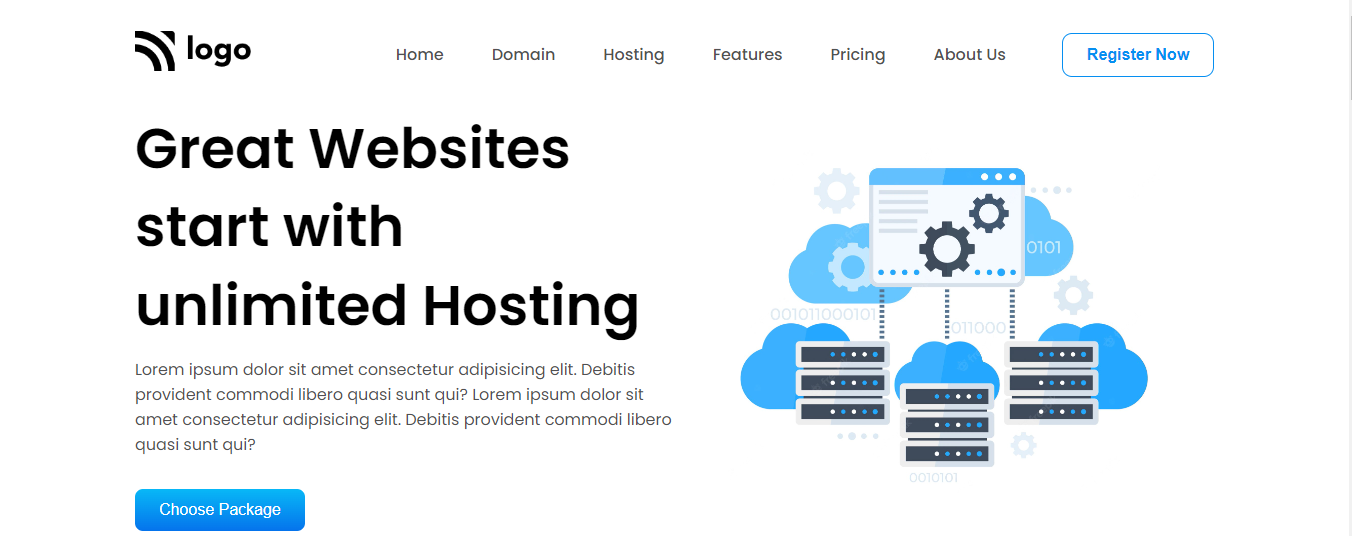 logo
Home Domain Hosting Features Pricing About Us Register Now
Great Websites
start with
unlimited Hosting
Lorem ipsum dolor sit amet consectetur adipisicing elit. Debitis
provident commodi libero quasi sunt qui? Lorem ipsum dolor sit
amet consectetur adipisicing elit. Debitis provident commodi libero
quasi sunt qui?
Choose Package
0101
001011000101
011000
0010101